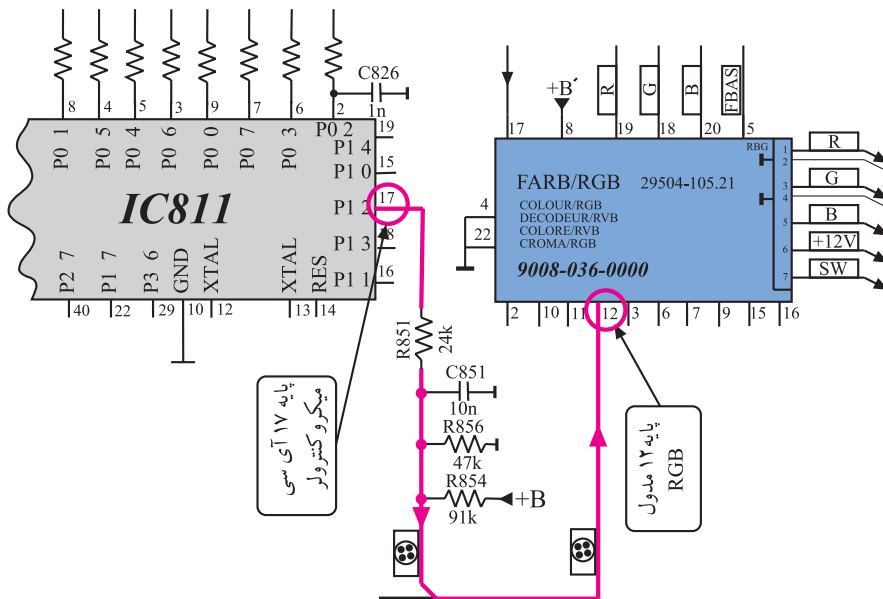 C826
1n
8
4
5
3
9
7
6
2
P0 1
P0 5
P0 4
P0 6
P0 0
P0 7
P0 3
P0 2
19
P1 4
15
P1 0
17
P1 2
18
P1 3
16
P1 1
IC811
P2 7
P1 7
P3 6
GND
XTAL
XTAL
RES
40
22
29
10
12
13
14
R851
24k
C851
10n
R856
47k
R854
91k
+B
پایه ۱۷ آی سی
میکرو کنترولر
+B´
R
G
B
FBAS
17
8
19
18
20
5
RBG
FARB/RGB 29504-105.21
COLOUR/RGB
DECODEUR/RVB
COLORE/RVB
CROMA/RGB
9008-036-0000
4
22
1
2
3
4
5
6
7
R
G
B
+12V
SW
2
10
11
12
3
6
7
9
15
16
پایه ۱۲ مدول
RGB